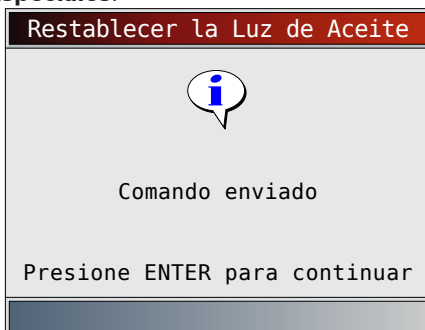 Restablecer la Luz de Aceite
i
Comando enviado
Presione ENTER para continuar